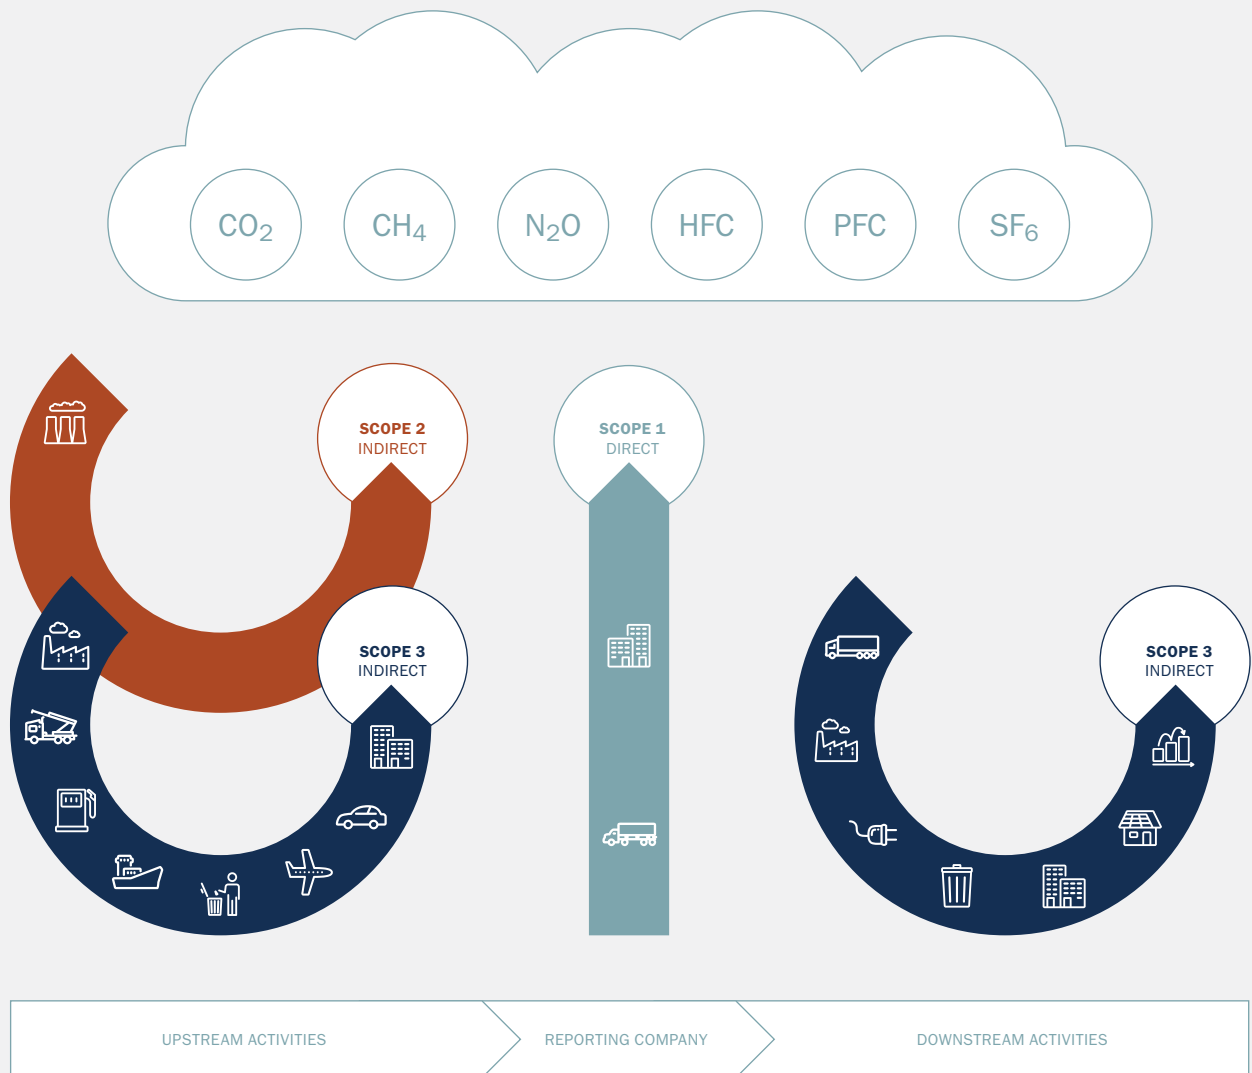 CO₂ CH₄ N₂O HFC PFC SF₆
SCOPE 2
INDIRECT
SCOPE 1
DIRECT
SCOPE 3
INDIRECT
SCOPE 3
INDIRECT
UPSTREAM ACTIVITIES REPORTING COMPANY DOWNSTREAM ACTIVITIES